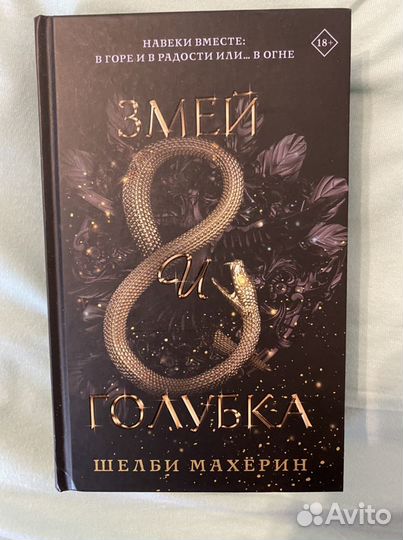 НАВЕКИ ВМЕСТЕ:
В ГОРЕ И В РАДОСТИ ИЛИ... В ОГНЕ
18+
ЗМЕЙ
И
ГОЛУБКА
ШЕЛБИ МАХЁРИН
Avito